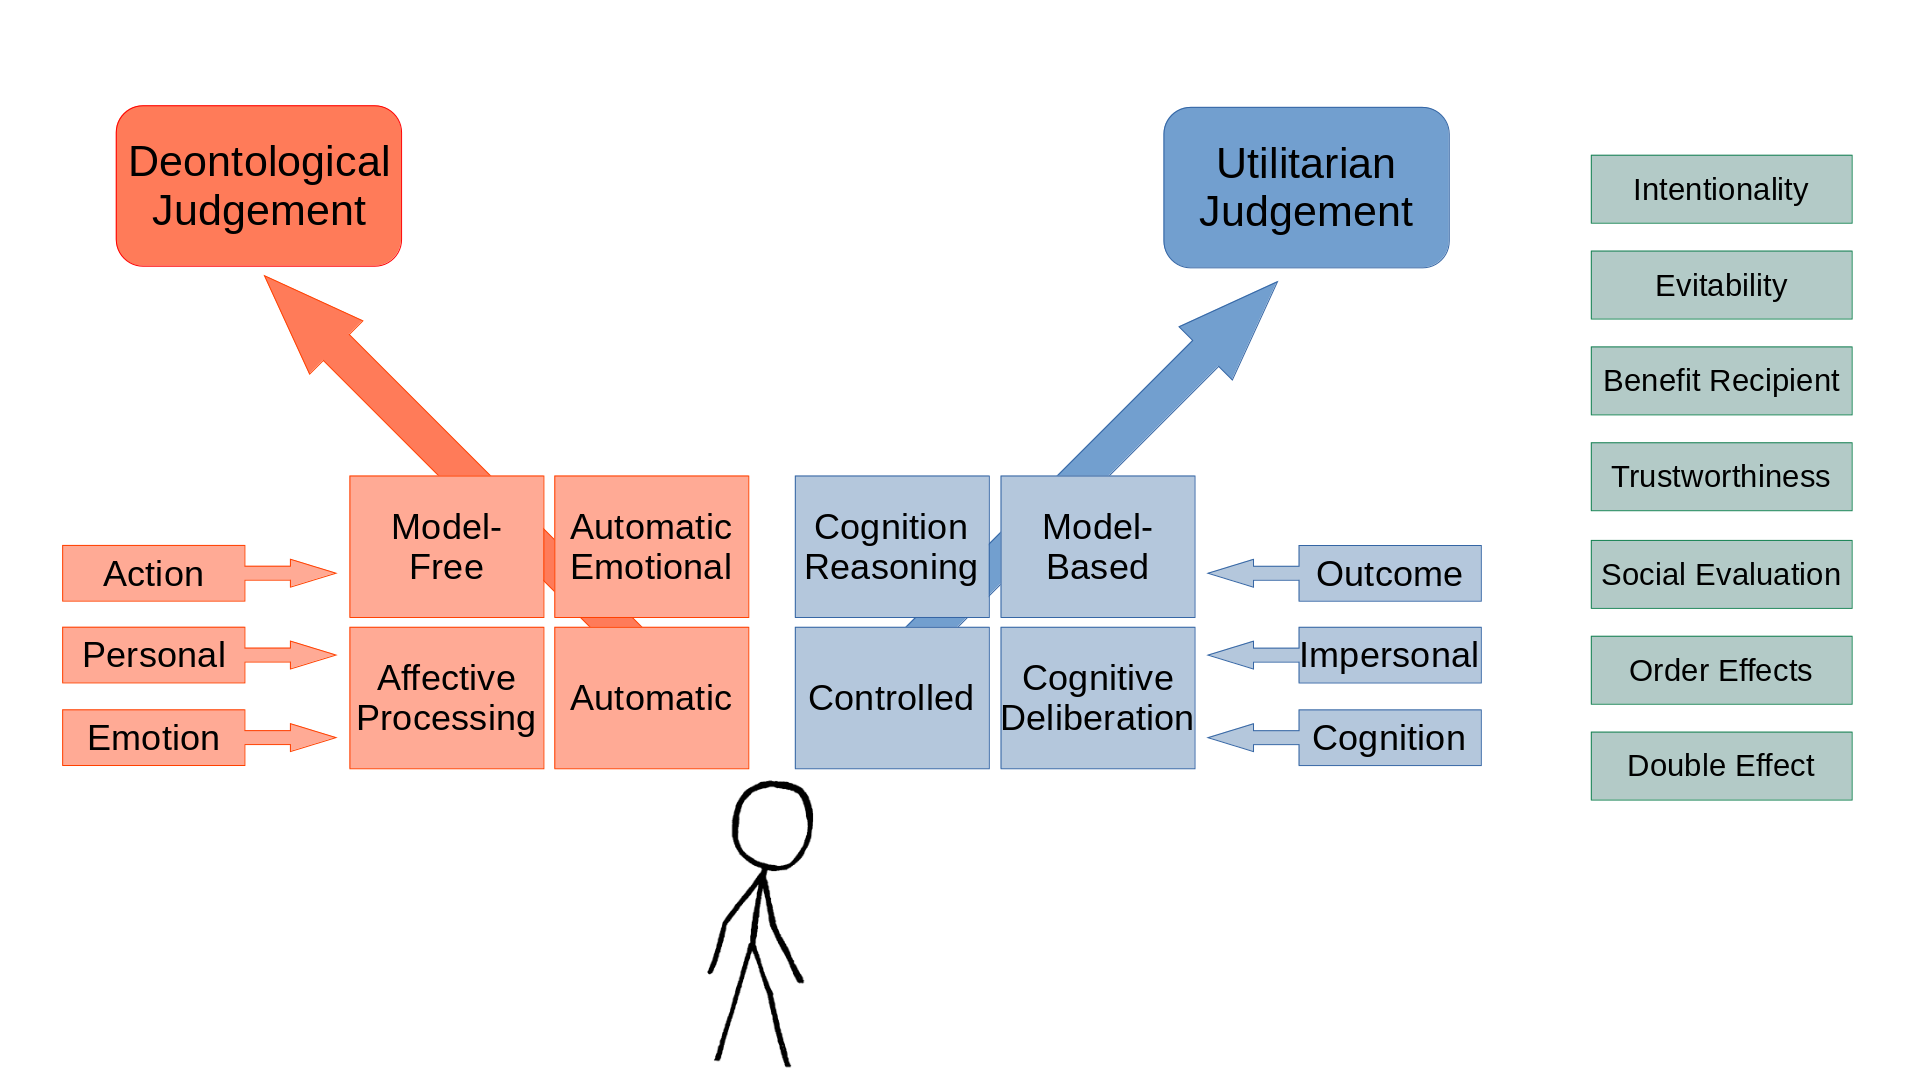 Deontological
Judgement
Utilitarian
Judgement
Model-
Free
Automatic
Emotional
Affective
Processing
Automatic
Action
Personal
Emotion
Cognition
Reasoning
Model-
Based
Controlled
Cognitive
Deliberation
Outcome
Impersonal
Cognition
Intentionality
Evitability
Benefit Recipient
Trustworthiness
Social Evaluation
Order Effects
Double Effect